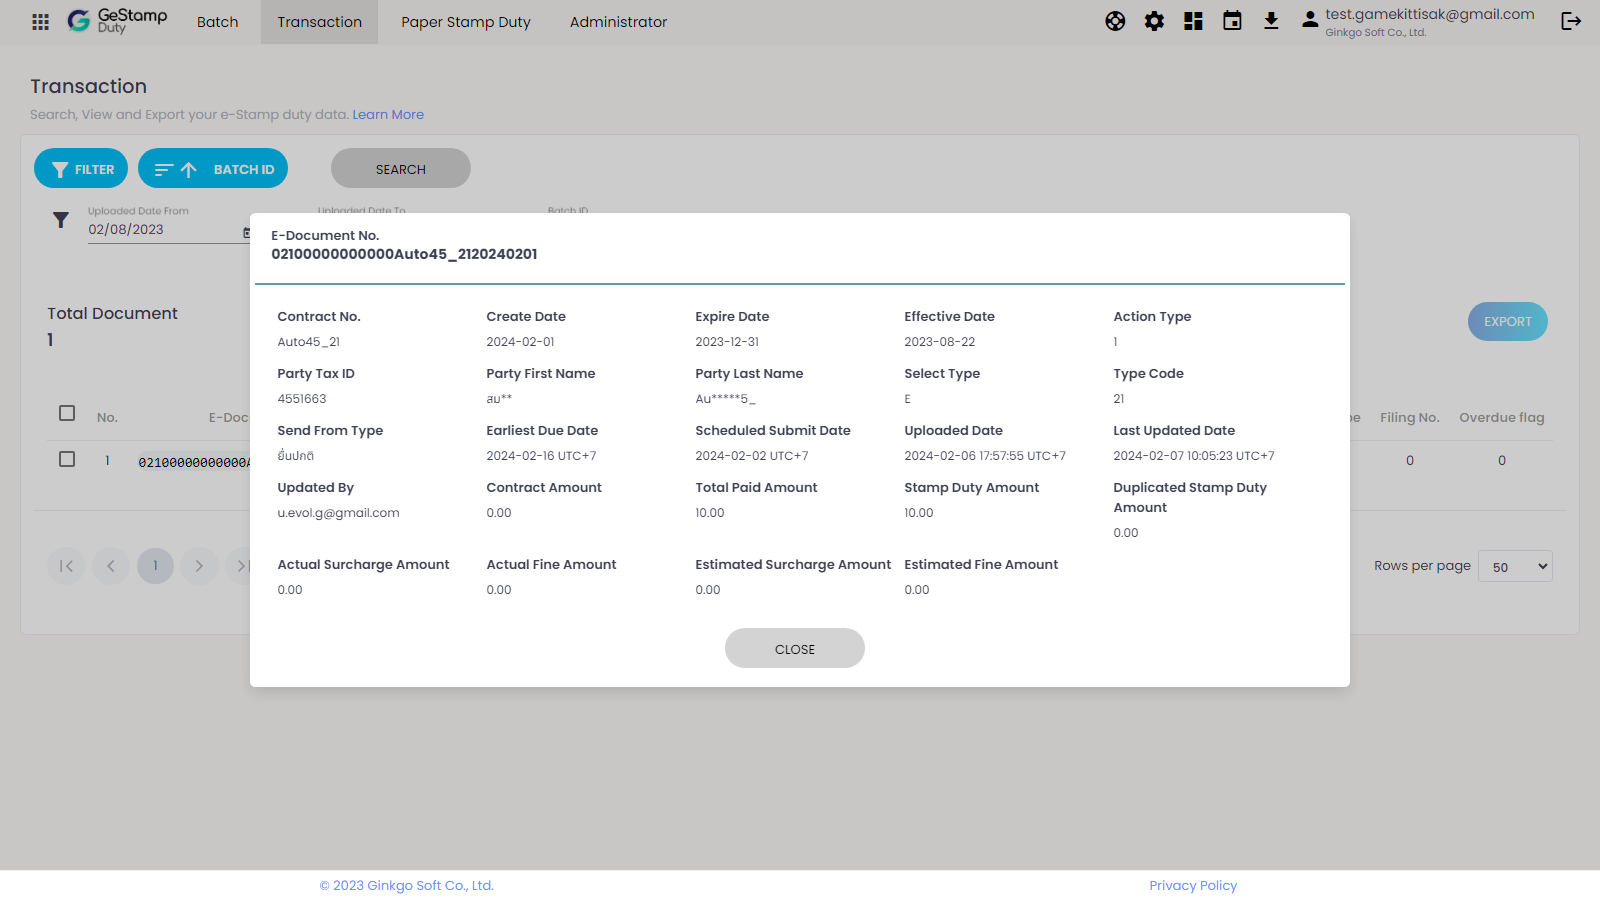 GeStamp
Duty
Batch
Transaction
Paper Stamp Duty
Administrator
test.gamekittisak@gmail.com
Ginkgo Soft Co., Ltd.
Transaction
Search, View and Export your e-Stamp duty data. Learn More
FILTER
BATCH ID
SEARCH
Uploaded Date From
Uploaded Date To
Batch ID
02/08/2023
E-Document No.
02100000000000Auto45_2120240201
Total Document
1
EXPORT
Contract No.
Create Date
Expire Date
Effective Date
Action Type
Auto45_21
2024-02-01
2023-12-31
2023-08-22
1
Party Tax ID
Party First Name
Party Last Name
Select Type
Type Code
4551663
สม**
Au*****5_
E
21
No.
Filing No.
Overdue flag
Send From Type
Earliest Due Date
Scheduled Submit Date
Uploaded Date
Last Updated Date
ยื่นปกติ
2024-02-16 UTC+7
2024-02-02 UTC+7
2024-02-06 17:57:55 UTC+7
2024-02-07 10:05:23 UTC+7
1
0
0
Updated By
Contract Amount
Total Paid Amount
Stamp Duty Amount
Duplicated Stamp Duty
Amount
u.evol.g@gmail.com
0.00
10.00
10.00
0.00
Actual Surcharge Amount
Actual Fine Amount
Estimated Surcharge Amount
Estimated Fine Amount
0.00
0.00
0.00
0.00
1
Rows per page
50
CLOSE
© 2023 Ginkgo Soft Co., Ltd.
Privacy Policy